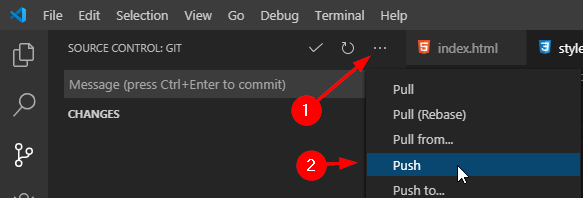 File Edit View Go Debug Terminal Help
SOURCE CONTROL: GIT
index.html
style
Message (press Ctrl+Enter to commit)
CHANGES
1
Pull
Pull (Rebase)
Pull from...
2
Push
Push to...